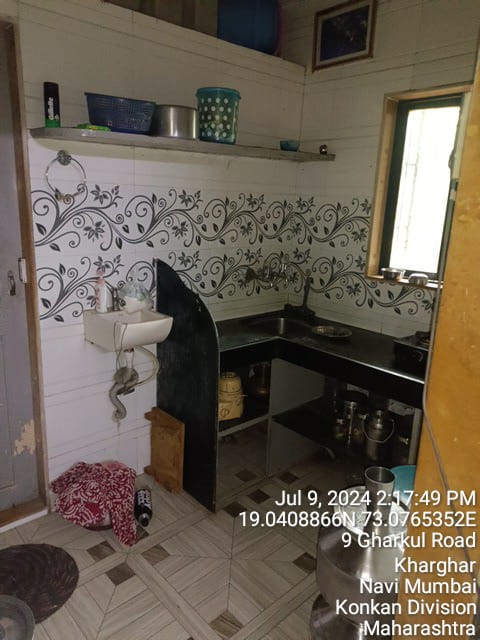 Gillette
Jul 9, 2024 2:17:49 PM
19.0408866N 73.0765352E
9 Gharkul Road
Kharghar
Navi Mumbai
Konkan Division
Maharashtra